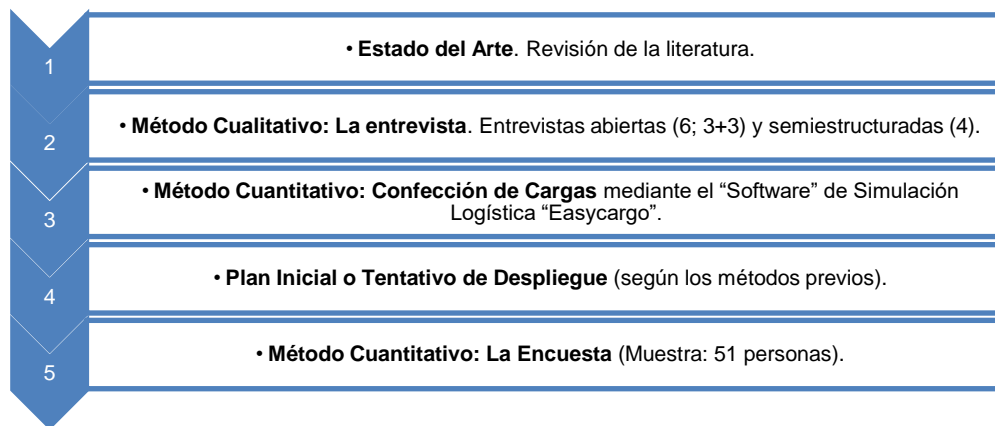 1
• Estado del Arte. Revisión de la literatura.
2
• Método Cualitativo: La entrevista. Entrevistas abiertas (6; 3+3) y semiestructuradas (4).
3
• Método Cuantitativo: Confección de Cargas mediante el “Software” de Simulación
Logística “Easycargo”.
4
• Plan Inicial o Tentativo de Despliegue (según los métodos previos).
5
• Método Cuantitativo: La Encuesta (Muestra: 51 personas).